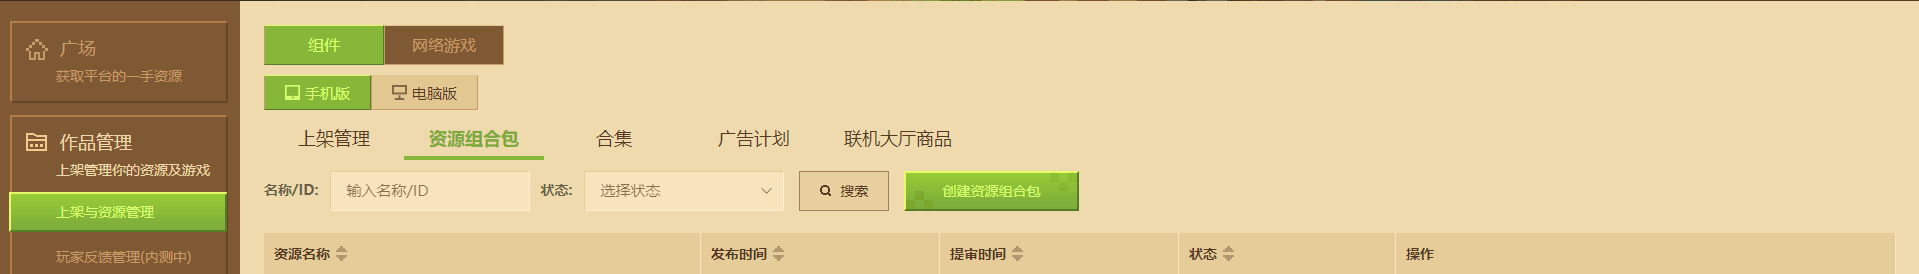 广场
获取平台的一手资源
作品管理
上架管理你的资源及游戏
上架与资源管理
玩家反馈管理(内测中)
组件 网络游戏
手机版 电脑版
上架管理 资源组合包 合集 广告计划 联机大厅商品
名称/ID: 输入名称/ID 状态: 选择状态 搜索 创建资源组合包
资源名称 发布时间 提审时间 状态 操作